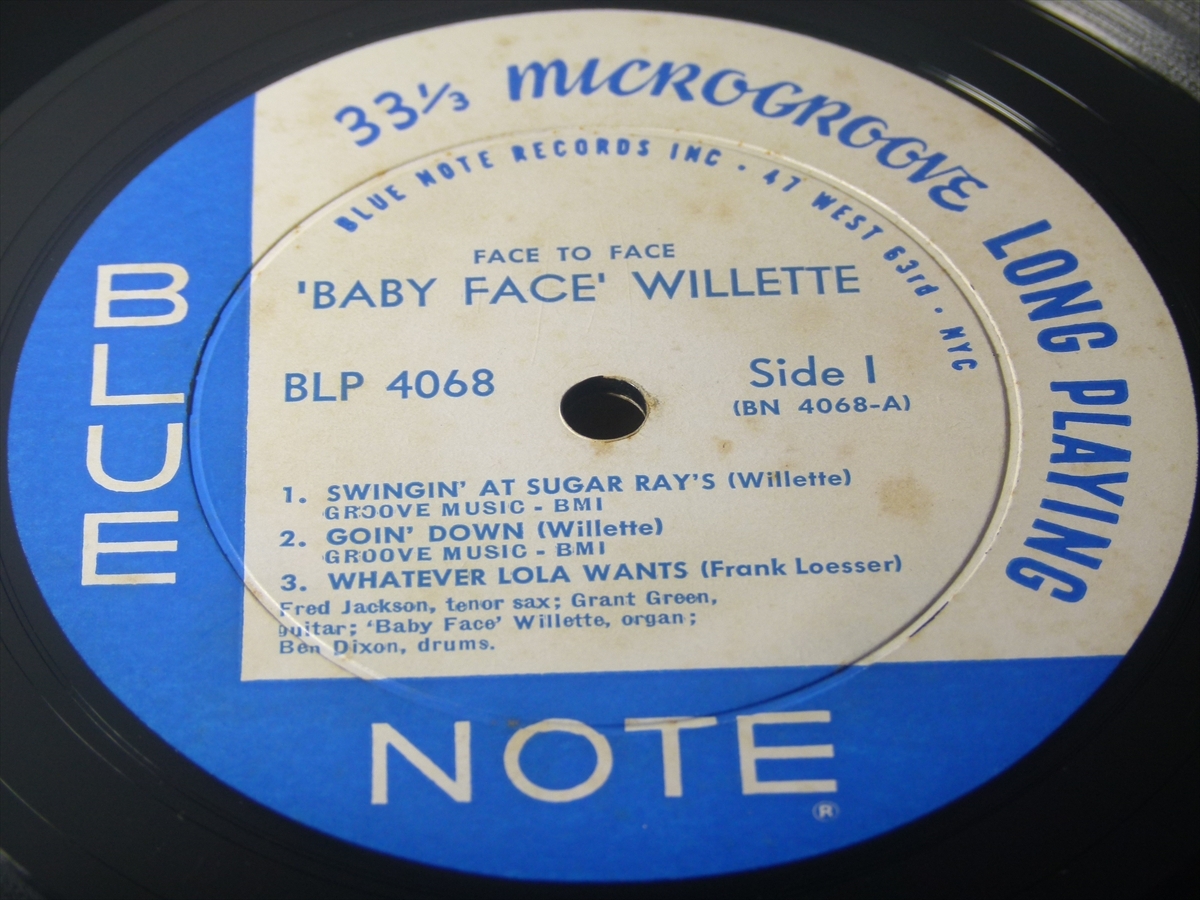 33 1/3 MICROGROOVE LONG PLAYING
BLUE NOTE RECORDS INC · 47 WEST 63rd · NYC
FACE TO FACE
'BABY FACE' WILLETTE
BLP 4068
Side 1
(BN 4068-A)
1. SWINGIN' AT SUGAR RAY'S (Willette)
GROOVE MUSIC - BMI
2. GOIN' DOWN (Willette)
GROOVE MUSIC - BMI
3. WHATEVER LOLA WANTS (Frank Loesser)
Fred Jackson, tenor sax; Grant Green,
guitar; 'Baby Face' Willette, organ;
Ben Dixon, drums.
BLUE
NOTE
®